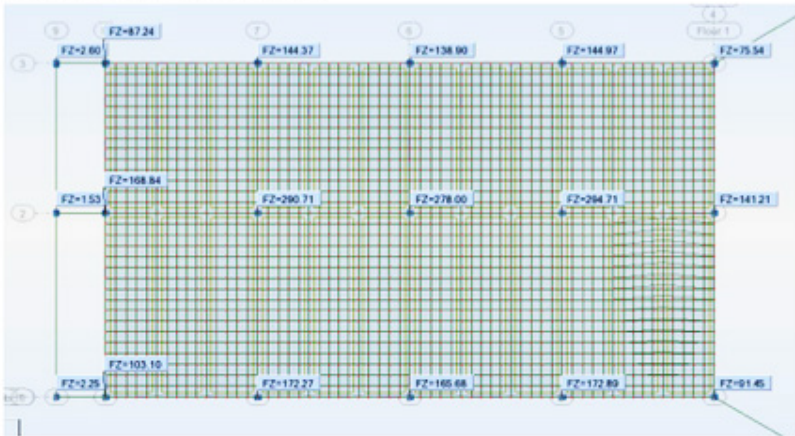 4
9
7
6
5
Floor 1
FZ=87.24
FZ=2.60
FZ=144.37
FZ=138.90
FZ=144.97
FZ=75.54
3
FZ=168.84
FZ=1.53
FZ=290.71
FZ=278.00
FZ=294.71
FZ=141.21
2
FZ=103.10
FZ=2.25
FZ=172.27
FZ=165.68
FZ=172.89
FZ=91.45